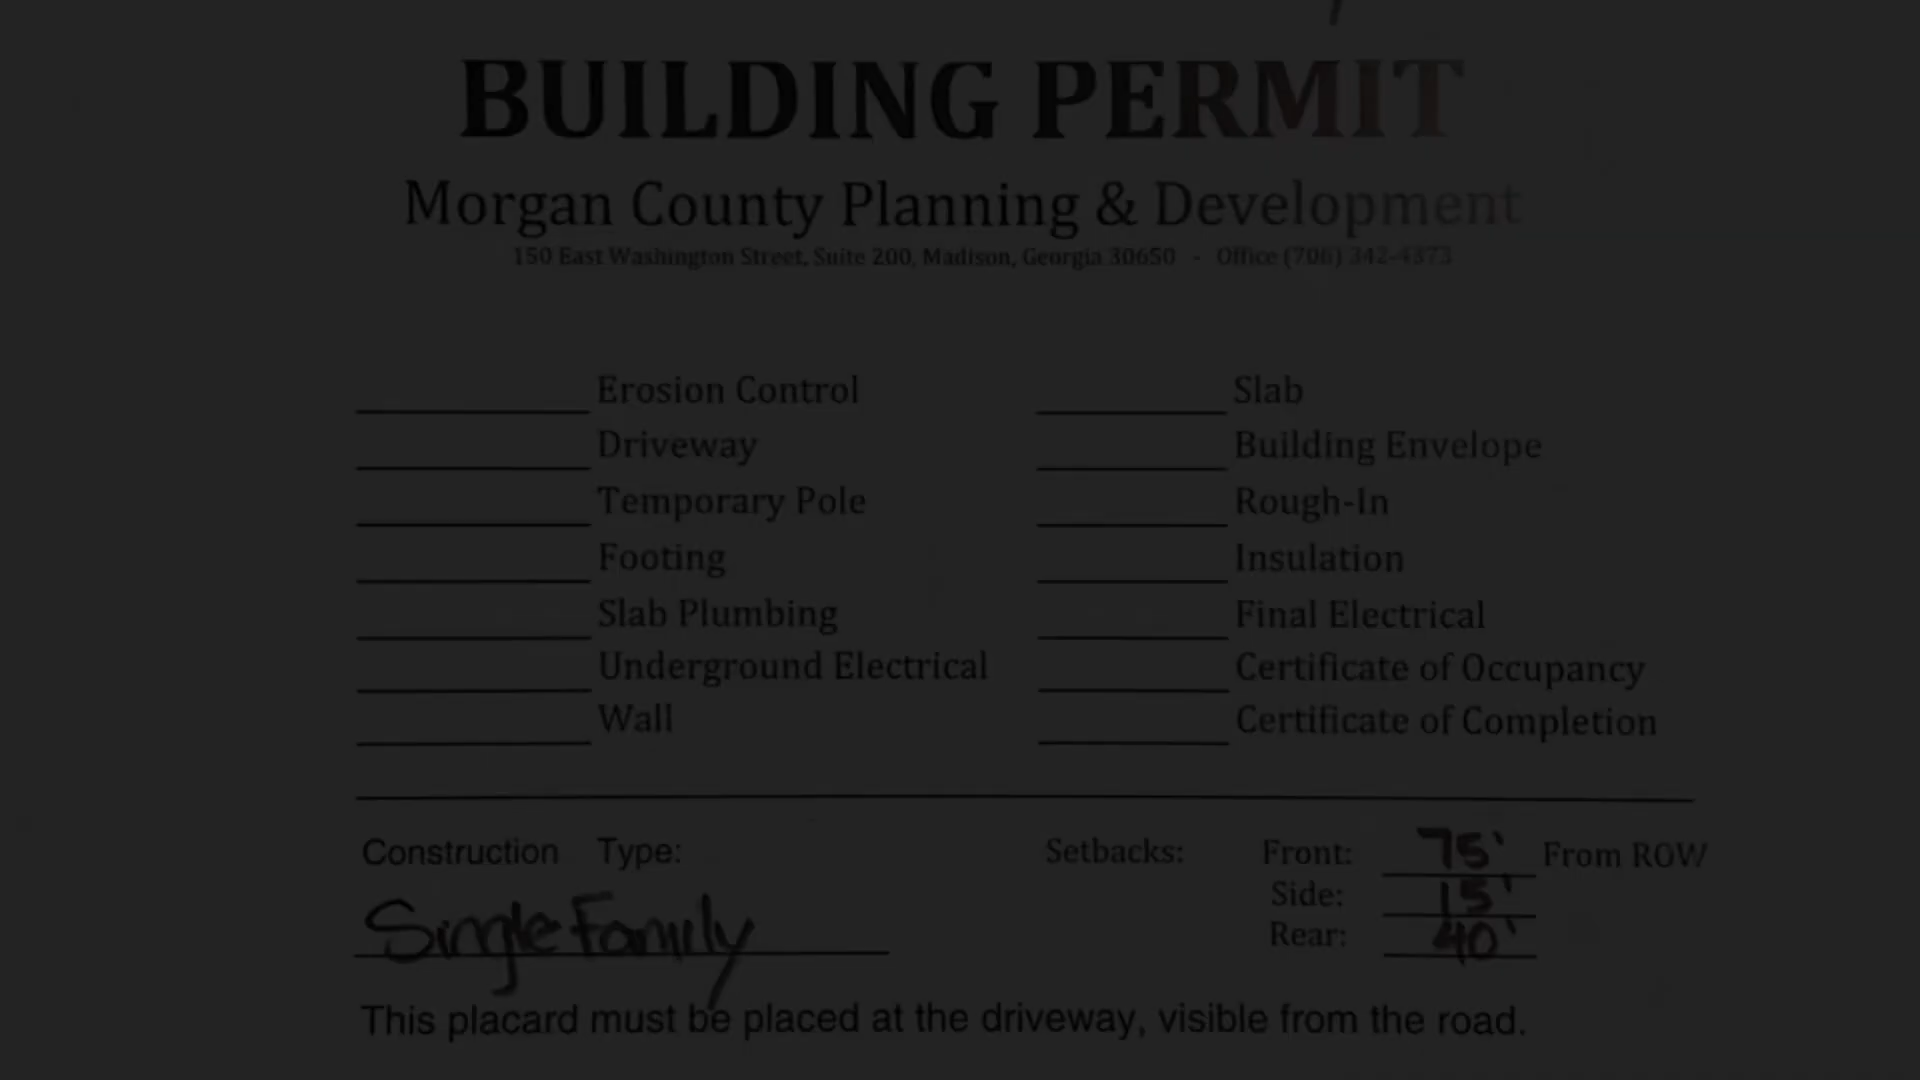 BUILDING PERMIT
Morgan County Planning & Development
150 East Washington Street, Suite 200, Madison, Georgia 30650 - Office (706) 342-4373
Erosion Control
Driveway
Temporary Pole
Footing
Slab Plumbing
Underground Electrical
Wall
Slab
Building Envelope
Rough-In
Insulation
Final Electrical
Certificate of Occupancy
Certificate of Completion
Construction Type:
Single Family
Setbacks: Front: 75' From ROW
Side: 15'
Rear: 40'
This placard must be placed at the driveway, visible from the road.